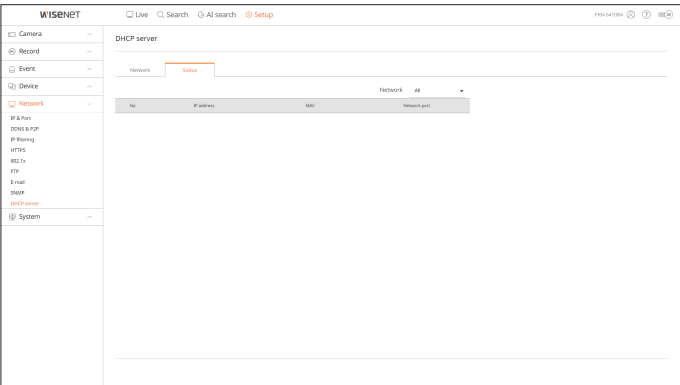 WISENET
Live Search AI search Setup
PRN-6410B4
Camera
Record
Event
Device
Network
IP & Port
DDNS & P2P
IP filtering
HTTPS
802.1x
FTP
E-mail
SNMP
DHCP server
System
DHCP server
Network Status
Network All
No. IP address MAC Network port